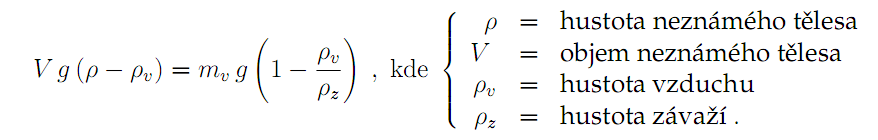 V g (ρ − ρ_v) = m_v g (1 − ρ_v/ρ_z) , kde
ρ = hustota neznámého tělesa
V = objem neznámého tělesa
ρ_v = hustota vzduchu
ρ_z = hustota závaží .